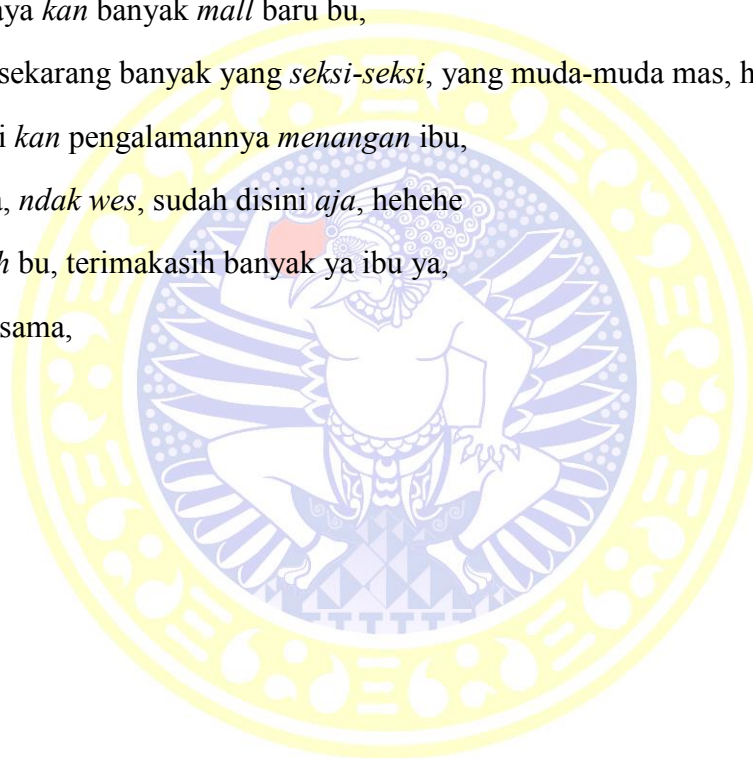 aya kan banyak mall baru bu,
sekarang banyak yang seksi-seksi, yang muda-muda mas, h
i kan pengalamannya menangan ibu,
, ndak wes, sudah disini aja, hehehe
h bu, terimakasih banyak ya ibu ya,
sama,